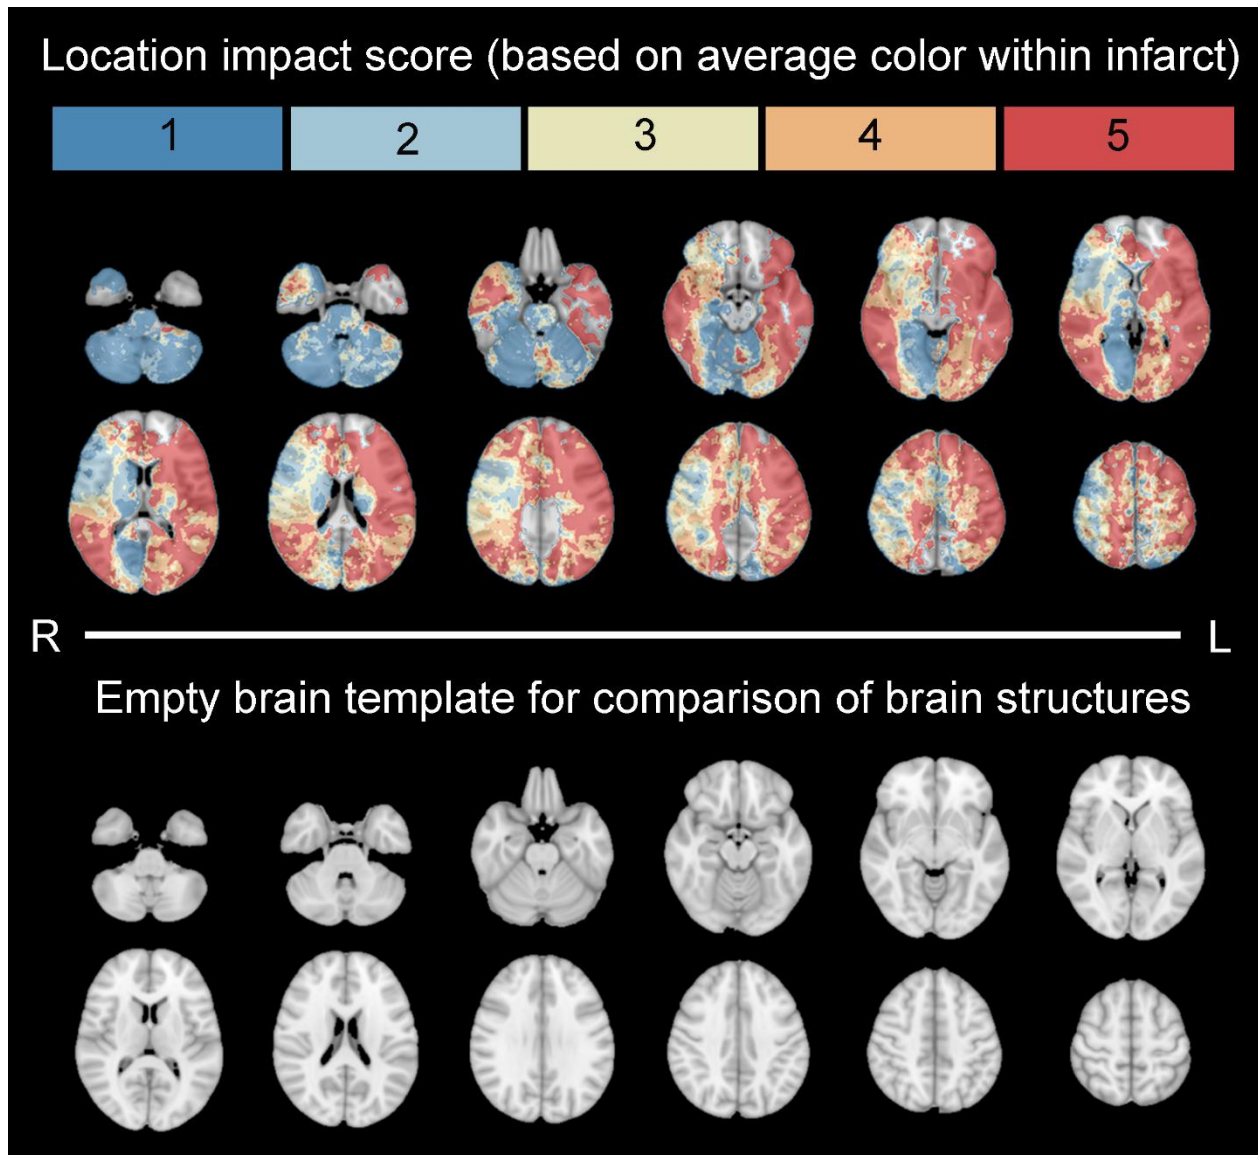 Location impact score (based on average color within infarct)
1 2 3 4 5
R L
Empty brain template for comparison of brain structures